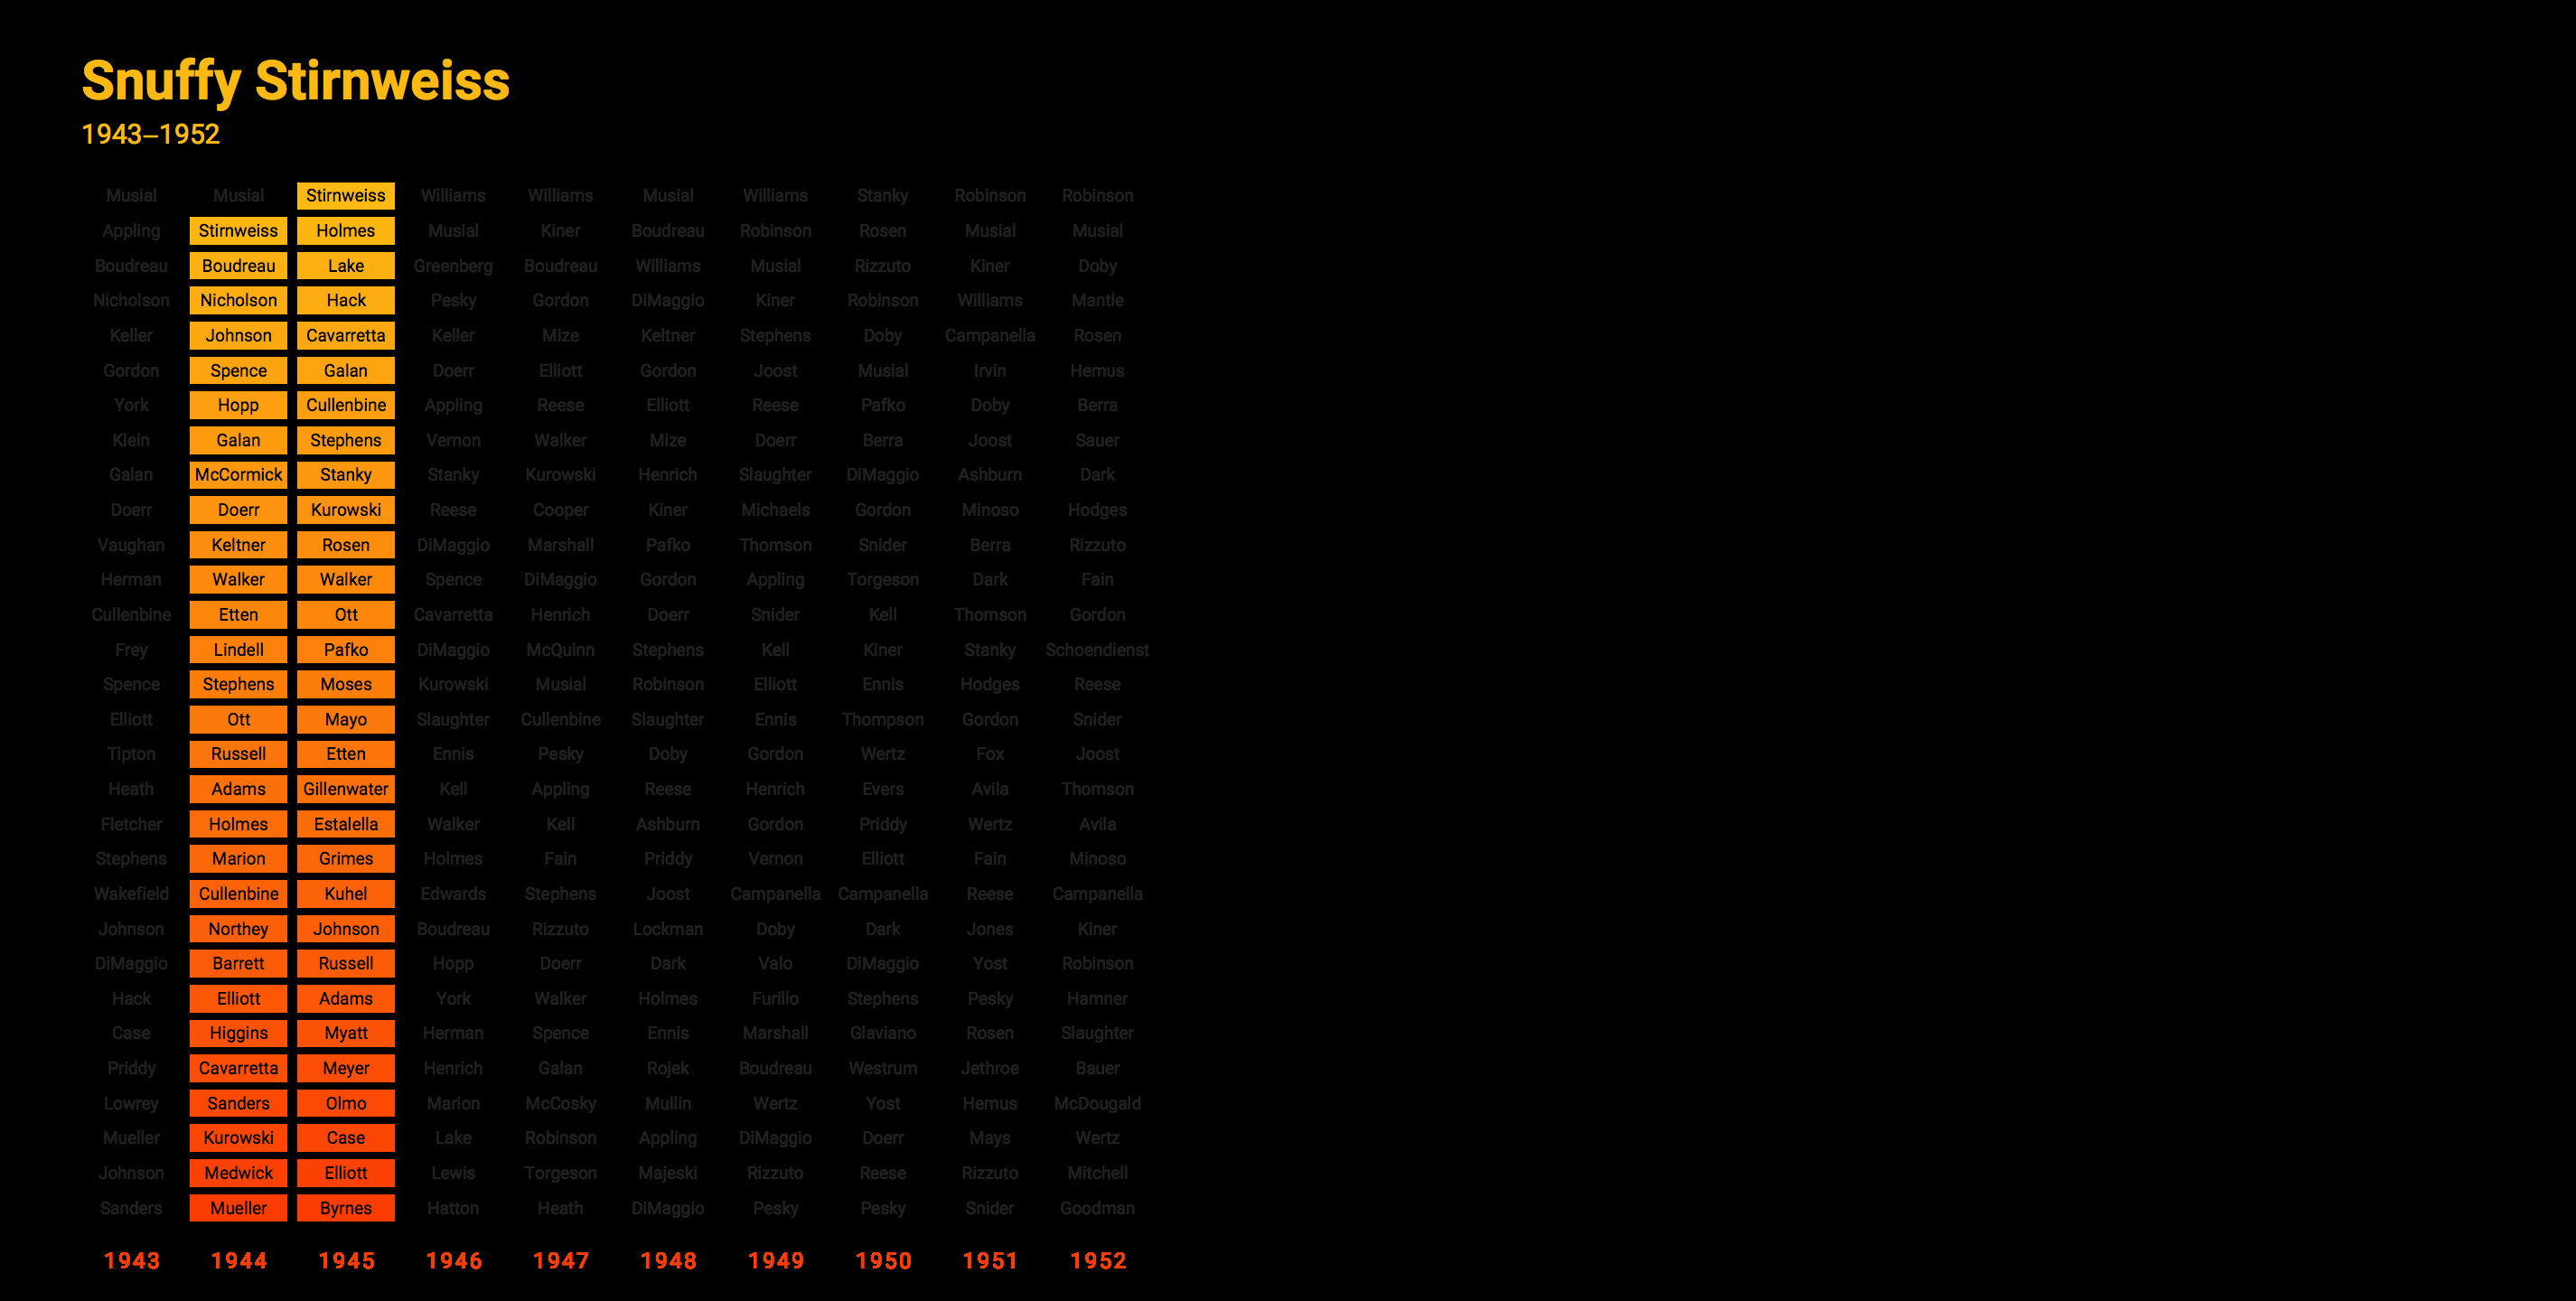 Snuffy Stirnweiss
1943–1952
Musial Musial Stirnweiss Williams Williams Musial Williams Stanky Robinson Robinson
Appling Stirnweiss Holmes Musial Kiner Boudreau Robinson Rosen Musial Musial
Boudreau Boudreau Lake Greenberg Boudreau Williams Musial Rizzuto Kiner Doby
Nicholson Nicholson Hack Pesky Gordon DiMaggio Kiner Robinson Williams Mantle
Keller Johnson Cavarretta Keller Mize Keltner Stephens Doby Campanella Rosen
Gordon Spence Galan Doerr Elliott Gordon Joost Musial Irvin Hemus
York Hopp Cullenbine Appling Reese Elliott Reese Pafko Doby Berra
Klein Galan Stephens Vernon Walker Mize Doerr Berra Joost Sauer
Galan McCormick Stanky Stanky Kurowski Henrich Slaughter DiMaggio Ashburn Dark
Doerr Doerr Kurowski Reese Cooper Kiner Michaels Gordon Minoso Hodges
Vaughan Keltner Rosen DiMaggio Marshall Pafko Thomson Snider Berra Rizzuto
Herman Walker Walker Spence DiMaggio Gordon Appling Torgeson Dark Fain
Cullenbine Etten Ott Cavarretta Henrich Doerr Snider Kell Thomson Gordon
Frey Lindell Pafko DiMaggio McQuinn Stephens Kell Kiner Stanky Schoendienst
Spence Stephens Moses Kurowski Musial Robinson Elliott Ennis Hodges Reese
Elliott Ott Mayo Slaughter Cullenbine Slaughter Ennis Thompson Gordon Snider
Tipton Russell Etten Ennis Pesky Doby Gordon Wertz Fox Joost
Heath Adams Gillenwater Kell Appling Reese Henrich Evers Avila Thomson
Fletcher Holmes Estalella Walker Kell Ashburn Gordon Priddy Wertz Avila
Stephens Marion Grimes Holmes Fain Priddy Vernon Elliott Fain Minoso
Wakefield Cullenbine Kuhel Edwards Stephens Joost Campanella Campanella Reese Campanella
Johnson Northey Johnson Boudreau Rizzuto Lockman Doby Dark Jones Kiner
DiMaggio Barrett Russell Hopp Doerr Dark Valo DiMaggio Yost Robinson
Hack Elliott Adams York Walker Holmes Furillo Stephens Pesky Hamner
Case Higgins Myatt Herman Spence Ennis Marshall Glaviano Rosen Slaughter
Priddy Cavarretta Meyer Henrich Galan Rojek Boudreau Westrum Jethroe Bauer
Lowrey Sanders Olmo Marion McCosky Mullin Wertz Yost Hemus McDougald
Mueller Kurowski Case Lake Robinson Appling DiMaggio Doerr Mays Wertz
Johnson Medwick Elliott Lewis Torgeson Majeski Rizzuto Reese Rizzuto Mitchell
Sanders Mueller Byrnes Hatton Heath DiMaggio Pesky Pesky Snider Goodman
1943 1944 1945 1946 1947 1948 1949 1950 1951 1952